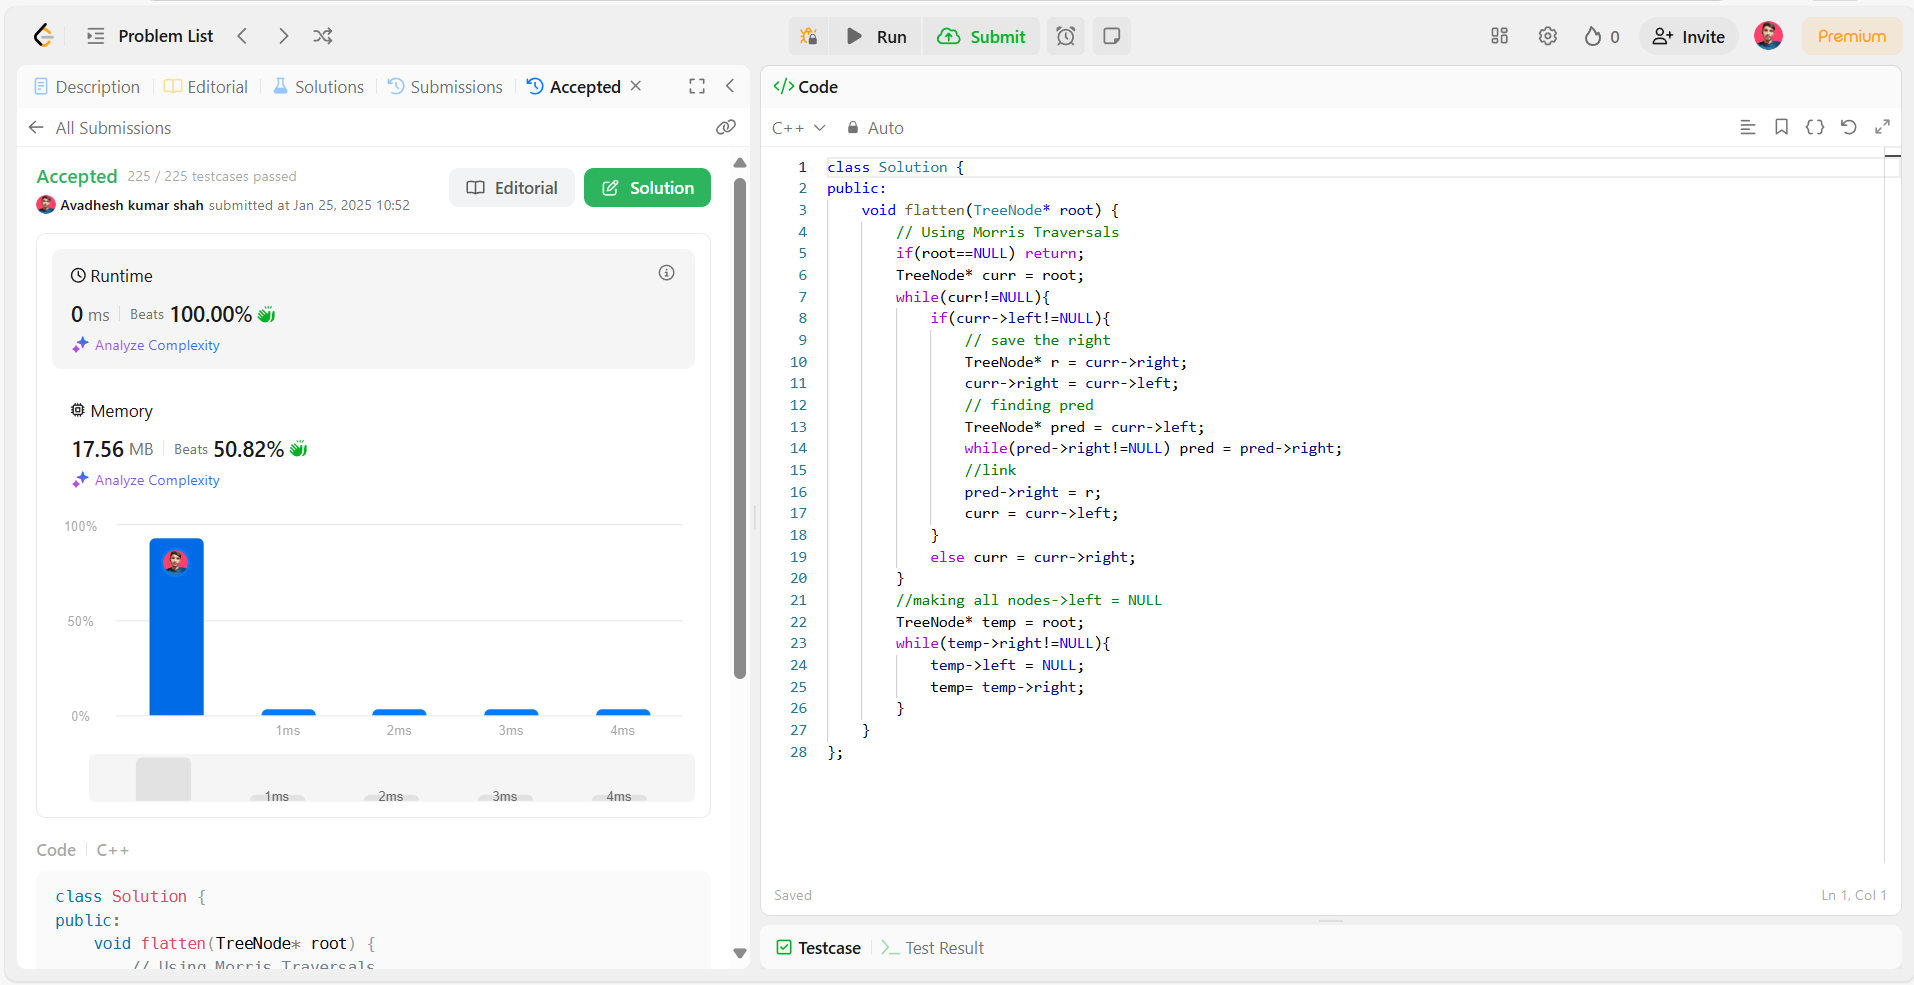 Problem List
Run
Submit
0
Invite
Premium
Description
Editorial
Solutions
Submissions
Accepted
All Submissions
Accepted 225 / 225 testcases passed
Avadhesh kumar shah submitted at Jan 25, 2025 10:52
Editorial
Solution
Runtime
0 ms Beats 100.00%
Analyze Complexity
Memory
17.56 MB Beats 50.82%
Analyze Complexity
100%
50%
0%
1ms 2ms 3ms 4ms
1ms 2ms 3ms 4ms
Code C++
class Solution {
public:
    void flatten(TreeNode* root) {
        // Using Morris Traversals
</> Code
C++ Auto
1 class Solution {
2 public:
3     void flatten(TreeNode* root) {
4         // Using Morris Traversals
5         if(root==NULL) return;
6         TreeNode* curr = root;
7         while(curr!=NULL){
8             if(curr->left!=NULL){
9                 // save the right
10                 TreeNode* r = curr->right;
11                 curr->right = curr->left;
12                 // finding pred
13                 TreeNode* pred = curr->left;
14                 while(pred->right!=NULL) pred = pred->right;
15                 //link
16                 pred->right = r;
17                 curr = curr->left;
18             }
19             else curr = curr->right;
20         }
21         //making all nodes->left = NULL
22         TreeNode* temp = root;
23         while(temp->right!=NULL){
24             temp->left = NULL;
25             temp= temp->right;
26         }
27     }
28 };
Saved
Ln 1, Col 1
Testcase
Test Result